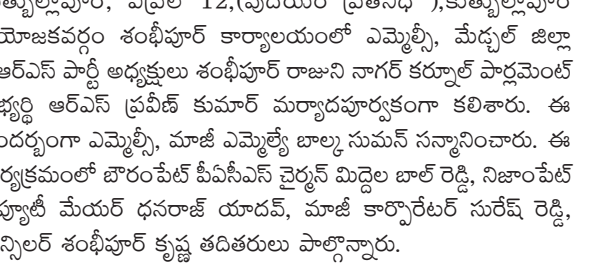 త్బుల్లాపూర్, ఏప్రిల్ 12,(ఉదయం ప్రతినిధి ),కుత్బుల్లాపూర్
యోజకవర్గం శంభీపూర్ కార్యాలయంలో ఎమ్మెల్సీ, మేడ్చల్ జిల్లా
ఆర్ఎస్ పార్టీ అధ్యక్షులు శంభీపూర్ రాజుని నాగర్ కర్నూల్ పార్లమెంట్
భ్యర్థి ఆర్ఎస్ ప్రవీణ్ కుమార్ మర్యాదపూర్వకంగా కలిశారు. ఈ
ందర్భంగా ఎమ్మెల్సీ, మాజీ ఎమ్మెల్యే బాల్క సుమన్ సన్మానించారు. ఈ
ర్యక్రమంలో బౌరంపేట్ పీఏసీఎస్ చైర్మన్ మిద్దెల బాల్ రెడ్డి, నిజాంపేట్
ప్యూటీ మేయర్ ధనరాజ్ యాదవ్, మాజీ కార్పొరేటర్ సురేష్ రెడ్డి,
న్సిలర్ శంభీపూర్ కృష్ణ తదితరులు పాల్గొన్నారు.